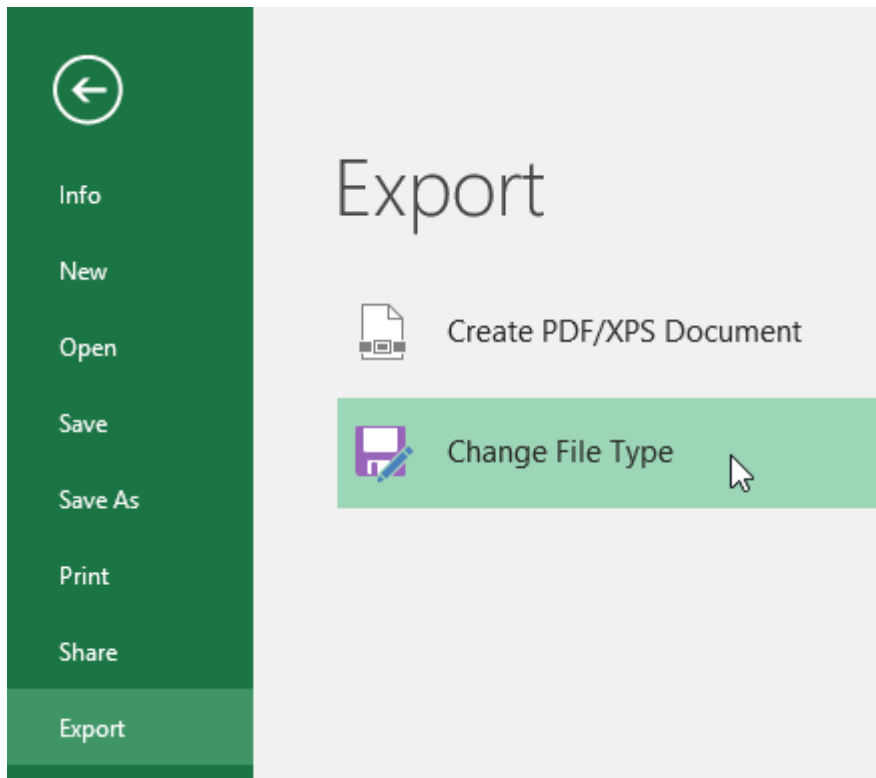 Info
New
Open
Save
Save As
Print
Share
Export
Export
Create PDF/XPS Document
Change File Type